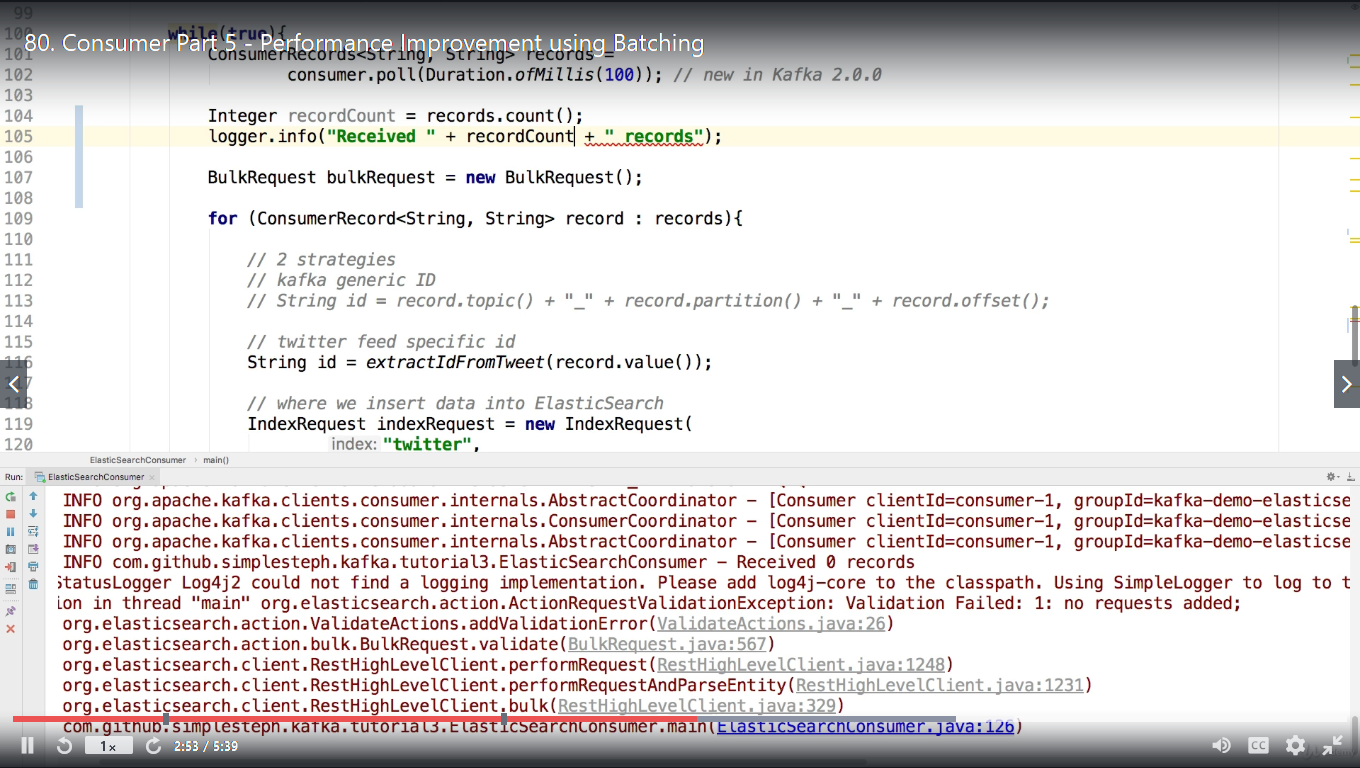 99
100 while(true){
80. Consumer Part 5 - Performance Improvement using Batching
101 ConsumerRecords<String, String> records =
102 consumer.poll(Duration.ofMillis(100)); // new in Kafka 2.0.0
103
104 Integer recordCount = records.count();
105 logger.info("Received " + recordCount + " records");
106
107 BulkRequest bulkRequest = new BulkRequest();
108
109 for (ConsumerRecord<String, String> record : records){
110
111 // 2 strategies
112 // kafka generic ID
113 // String id = record.topic() + "_" + record.partition() + "_" + record.offset();
114
115 // twitter feed specific id
116 String id = extractIdFromTweet(record.value());
117
118 // where we insert data into ElasticSearch
119 IndexRequest indexRequest = new IndexRequest(
120 index: "twitter",
ElasticSearchConsumer › main()
Run: ElasticSearchConsumer
INFO org.apache.kafka.clients.consumer.internals.AbstractCoordinator - [Consumer clientId=consumer-1, groupId=kafka-demo-elasticse
INFO org.apache.kafka.clients.consumer.internals.ConsumerCoordinator - [Consumer clientId=consumer-1, groupId=kafka-demo-elasticse
INFO org.apache.kafka.clients.consumer.internals.AbstractCoordinator - [Consumer clientId=consumer-1, groupId=kafka-demo-elasticse
INFO com.github.simplesteph.kafka.tutorial3.ElasticSearchConsumer - Received 0 records
StatusLogger Log4j2 could not find a logging implementation. Please add log4j-core to the classpath. Using SimpleLogger to log to t
ion in thread "main" org.elasticsearch.action.ActionRequestValidationException: Validation Failed: 1: no requests added;
org.elasticsearch.action.ValidateActions.addValidationError(ValidateActions.java:26)
org.elasticsearch.action.bulk.BulkRequest.validate(BulkRequest.java:567)
org.elasticsearch.client.RestHighLevelClient.performRequest(RestHighLevelClient.java:1248)
org.elasticsearch.client.RestHighLevelClient.performRequestAndParseEntity(RestHighLevelClient.java:1231)
org.elasticsearch.client.RestHighLevelClient.bulk(RestHighLevelClient.java:329)
com.github.simplesteph.kafka.tutorial3.ElasticSearchConsumer.main(ElasticSearchConsumer.java:126)
1x 2:53 / 5:39 CC